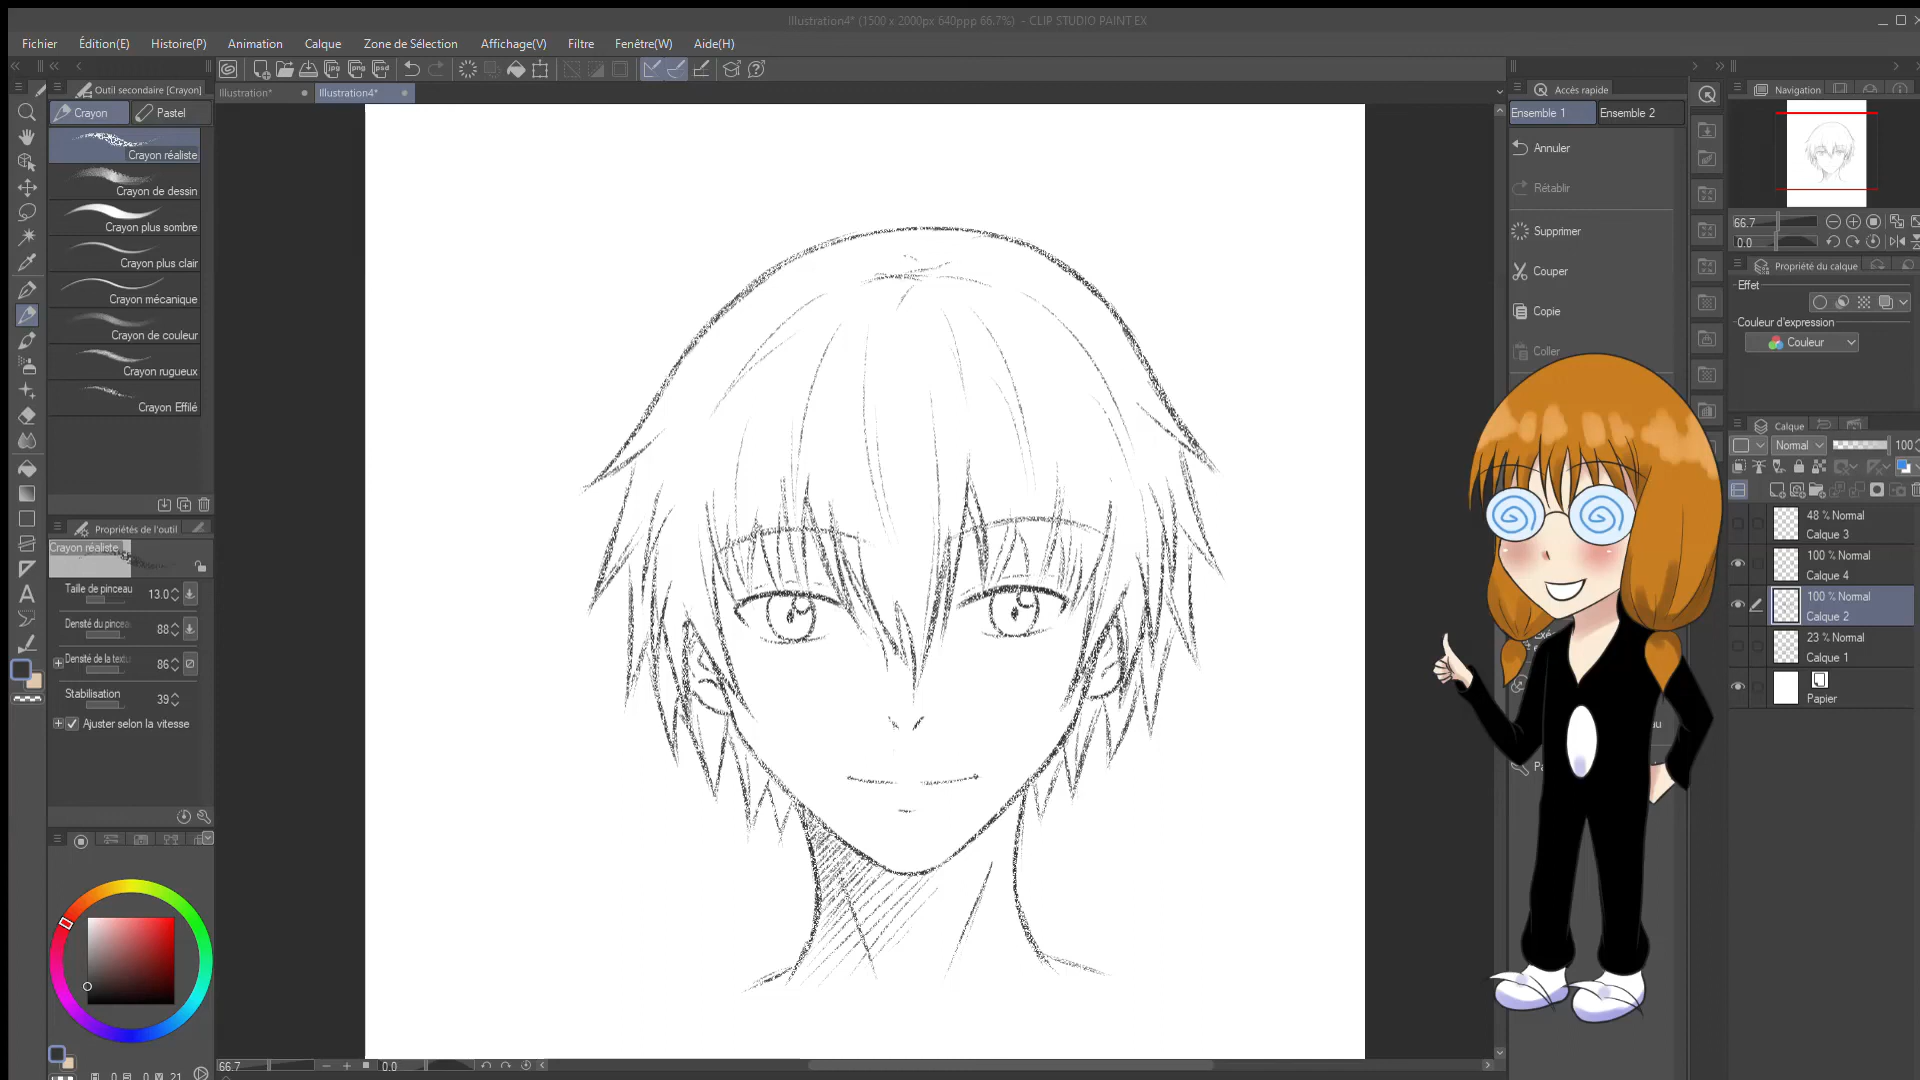 Illustration4* (1500 x 2000px 640ppp 66.7%) - CLIP STUDIO PAINT EX
Fichier Édition(E) Histoire(P) Animation Calque Zone de Sélection Affichage(V) Filtre Fenêtre(W) Aide(H)
Outil secondaire [Crayon]
Crayon Pastel
Crayon réaliste
Crayon de dessin
Crayon plus sombre
Crayon plus clair
Crayon mécanique
Crayon de couleur
Crayon rugueux
Crayon Effilé
Propriétés de l'outil
Crayon réaliste
Taille de pinceau 13.0
Densité du pincea 88
Densité de la textu 86
Stabilisation 39
Ajuster selon la vitesse
Illustration* Illustration4*
66.7 0.0
Accès rapide
Ensemble 1 Ensemble 2
Annuler
Rétablir
Supprimer
Couper
Copie
Coller
Navigation
66.7
0.0
Propriété du calque
Effet
Couleur d'expression
Couleur
Calque
Normal 100
48 % Normal
Calque 3
100 % Normal
Calque 4
100 % Normal
Calque 2
23 % Normal
Calque 1
Papier